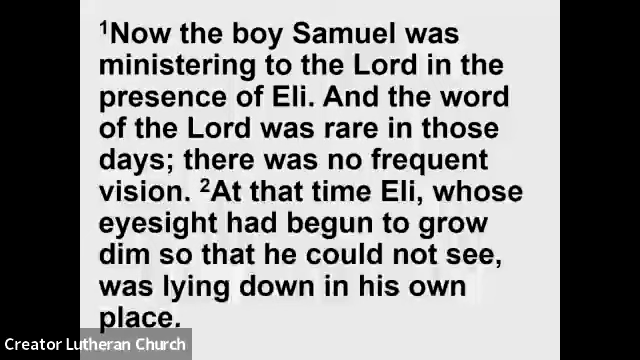 ¹Now the boy Samuel was
ministering to the Lord in the
presence of Eli. And the word
of the Lord was rare in those
days; there was no frequent
vision. ²At that time Eli, whose
eyesight had begun to grow
dim so that he could not see,
was lying down in his own
place.
Creator Lutheran Church